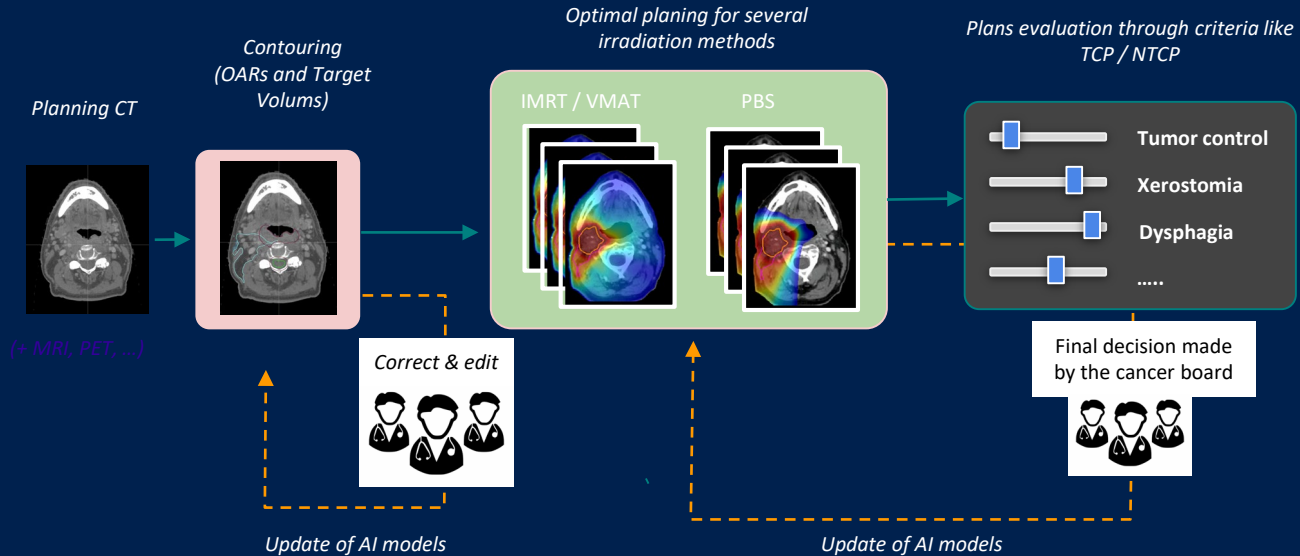 Planning CT
(+ MRI, PET, ...)
Contouring
(OARs and Target
Volums)
Correct & edit
Update of AI models
Optimal planing for several
irradiation methods
IMRT / VMAT
PBS
Plans evaluation through criteria like
TCP / NTCP
Tumor control
Xerostomia
Dysphagia
.....
Final decision made
by the cancer board
Update of AI models